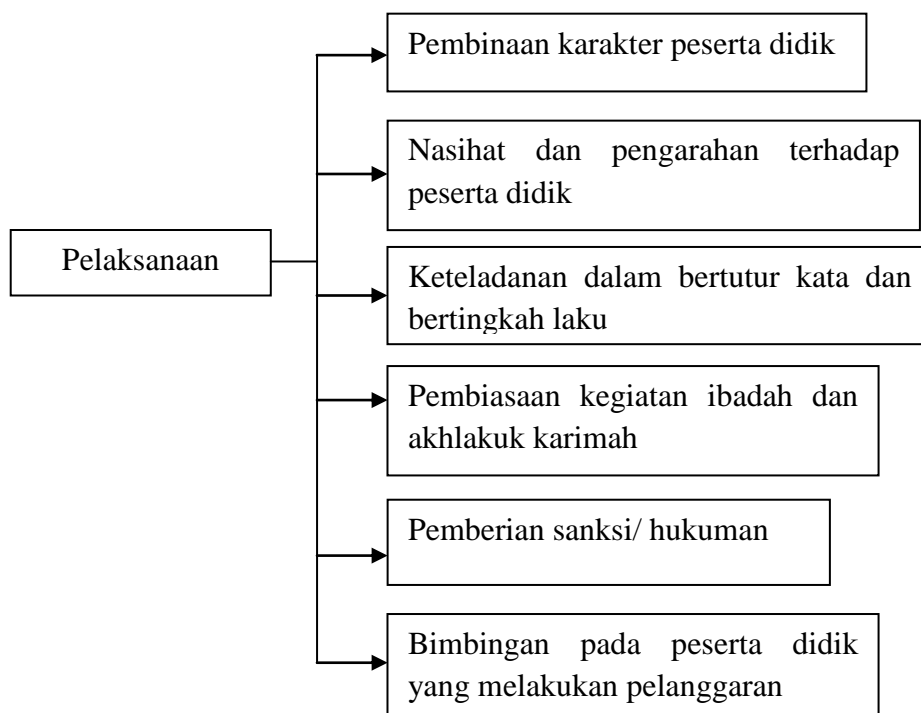 Pembinaan karakter peserta didik
Nasihat dan pengarahan terhadap
peserta didik
Pelaksanaan
Keteladanan dalam bertutur kata dan
bertingkah laku
Pembiasaan kegiatan ibadah dan
akhlakuk karimah
Pemberian sanksi/ hukuman
Bimbingan pada peserta didik
yang melakukan pelanggaran